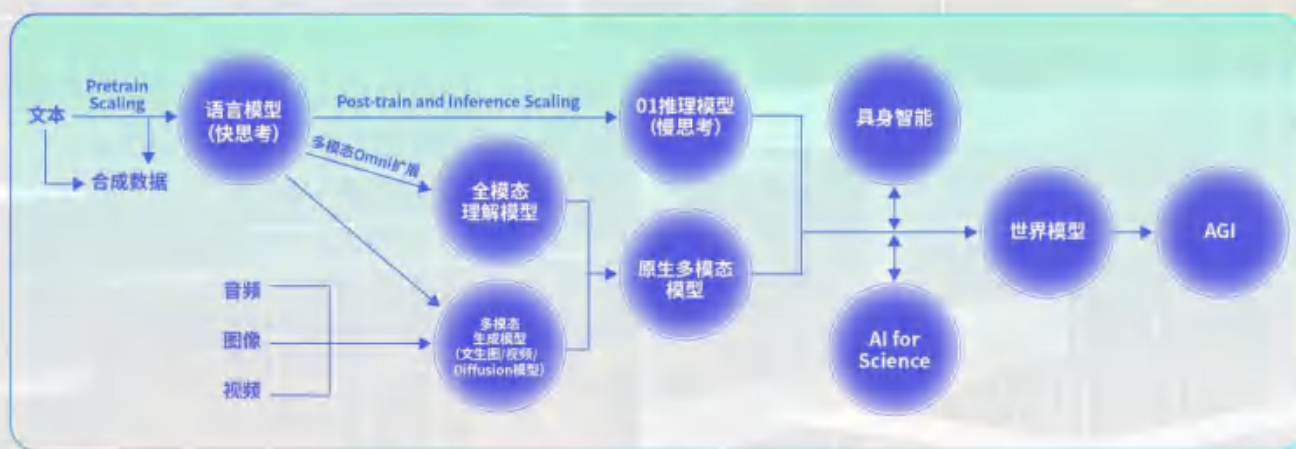 Pretrain
Scaling
文本
合成数据
语言模型
(快思考)
Post-train and Inference Scaling
多模态Omni扩展
全模态
理解模型
音频
图像
视频
多模态
生成模型
(文生图/视频/
Diffusion模型)
01推理模型
(慢思考)
原生多模态
模型
具身智能
AI for
Science
世界模型
AGI